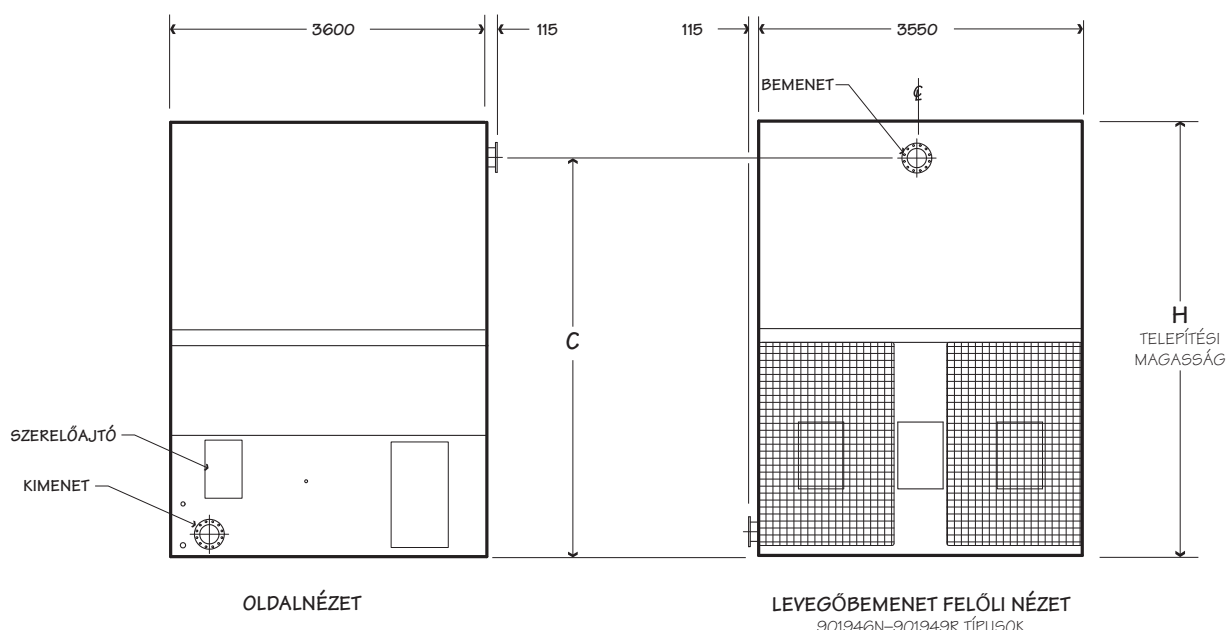 3600
115
115
3550
BEMENET
℄
C
H
TELEPÍTÉSI
MAGASSÁG
SZERELŐAJTÓ
KIMENET
OLDALNÉZET
LEVEGŐBEMENET FELŐLI NÉZET
901946N–901949R TÍPUSOK